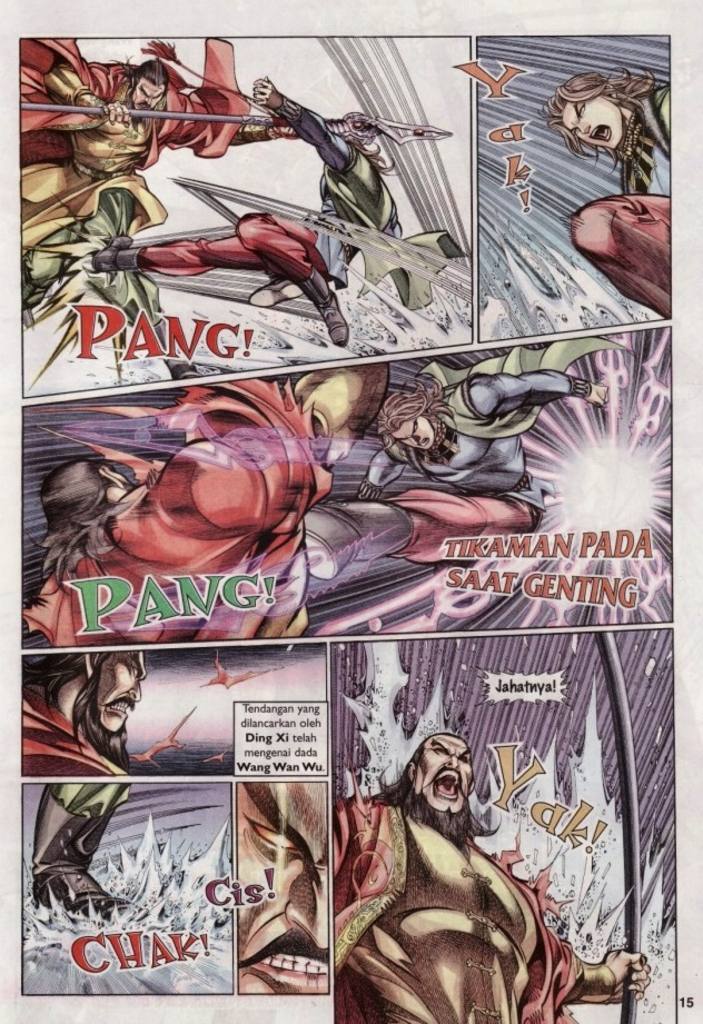 PANG!
Yak!
PANG!
TIKAMAN PADA
SAAT GENTING
Tendangan yang
dilancarkan oleh
Ding Xi telah
mengenai dada
Wang Wan Wu.
Jahatnya!
Yak!
CHAK!
Cis!
15